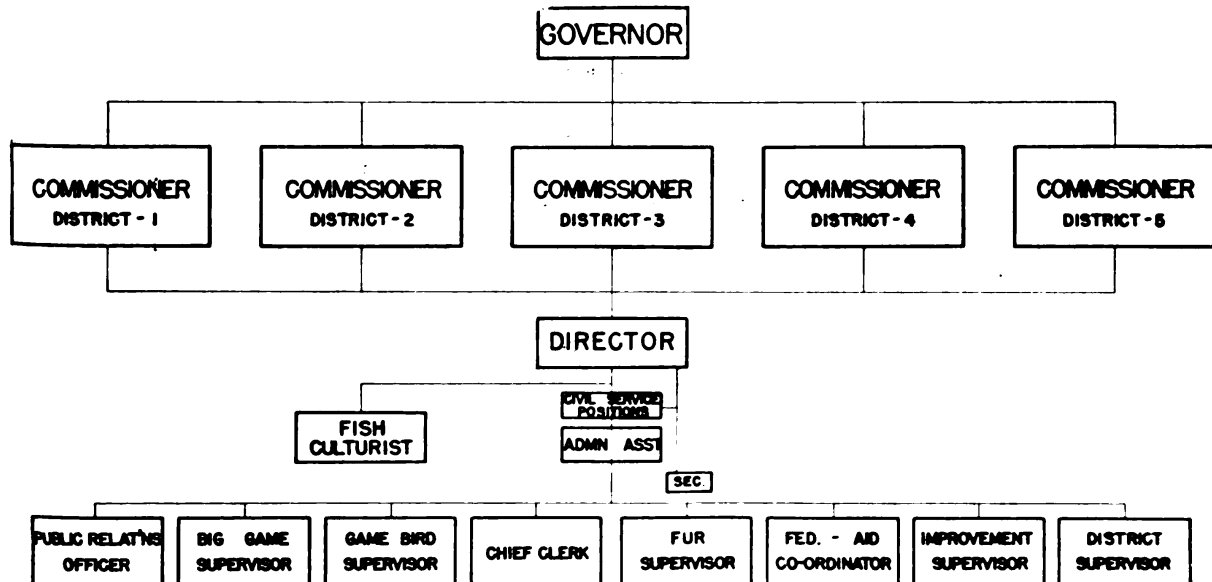 GOVERNOR
COMMISSIONER
DISTRICT - 1
COMMISSIONER
DISTRICT - 2
COMMISSIONER
DISTRICT - 3
COMMISSIONER
DISTRICT - 4
COMMISSIONER
DISTRICT - 5
DIRECTOR
CIVIL SERVICE
POSITIONS
FISH
CULTURIST
ADMN ASST
SEC.
PUBLIC RELAT'NS
OFFICER
BIG GAME
SUPERVISOR
GAME BIRD
SUPERVISOR
CHIEF CLERK
FUR
SUPERVISOR
FED. - AID
CO-ORDINATOR
IMPROVEMENT
SUPERVISOR
DISTRICT
SUPERVISOR